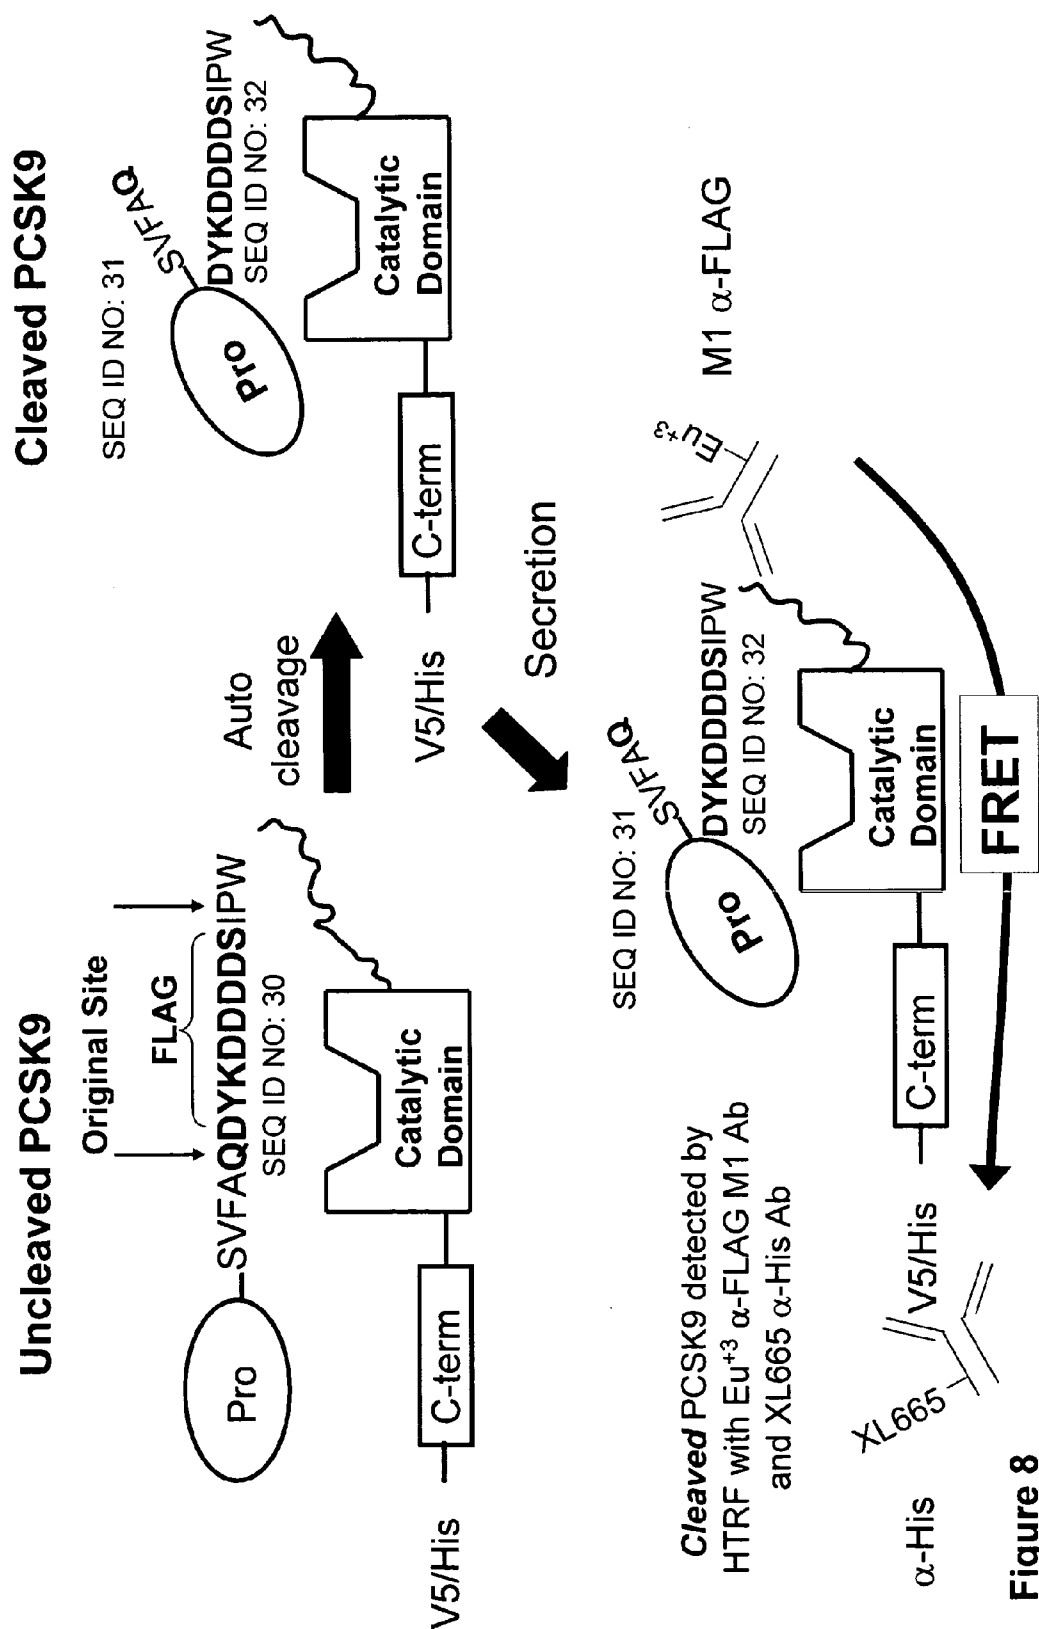 Uncleaved PCSK9
Original Site
FLAG
SVFAQDYKDDDDSIPW
SEQ ID NO: 30
Pro
Catalytic
Domain
C-term
V5/His
Auto
cleavage
Cleaved PCSK9
SEQ ID NO: 31
SVFAQ
DYKDDDDSIPW
SEQ ID NO: 32
Pro
Catalytic
Domain
C-term
V5/His
Secretion
Cleaved PCSK9 detected by
HTRF with Eu+3 α-FLAG M1 Ab
and XL665 α-His Ab
SEQ ID NO: 31
SVFAQ
DYKDDDDSIPW
SEQ ID NO: 32
Pro
Catalytic
Domain
C-term
V5/His
Eu+3
M1 α-FLAG
FRET
XL665
α-His
Figure 8